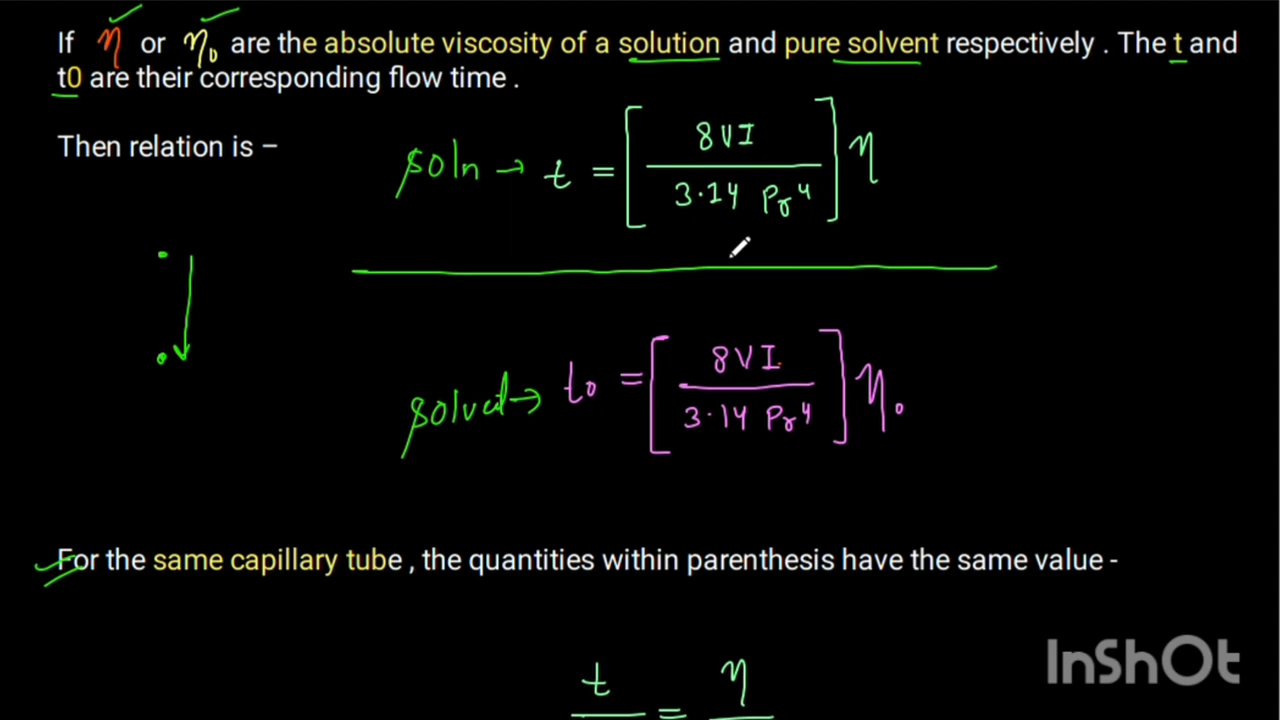 If η or η₀ are the absolute viscosity of a solution and pure solvent respectively . The t and
t0 are their corresponding flow time .
Then relation is –
soln → t = [ 8VI / 3.14 Pr⁴ ] η
solvet → t₀ = [ 8VI / 3.14 Pr⁴ ] η₀
For the same capillary tube , the quantities within parenthesis have the same value -
InShOt
t = η